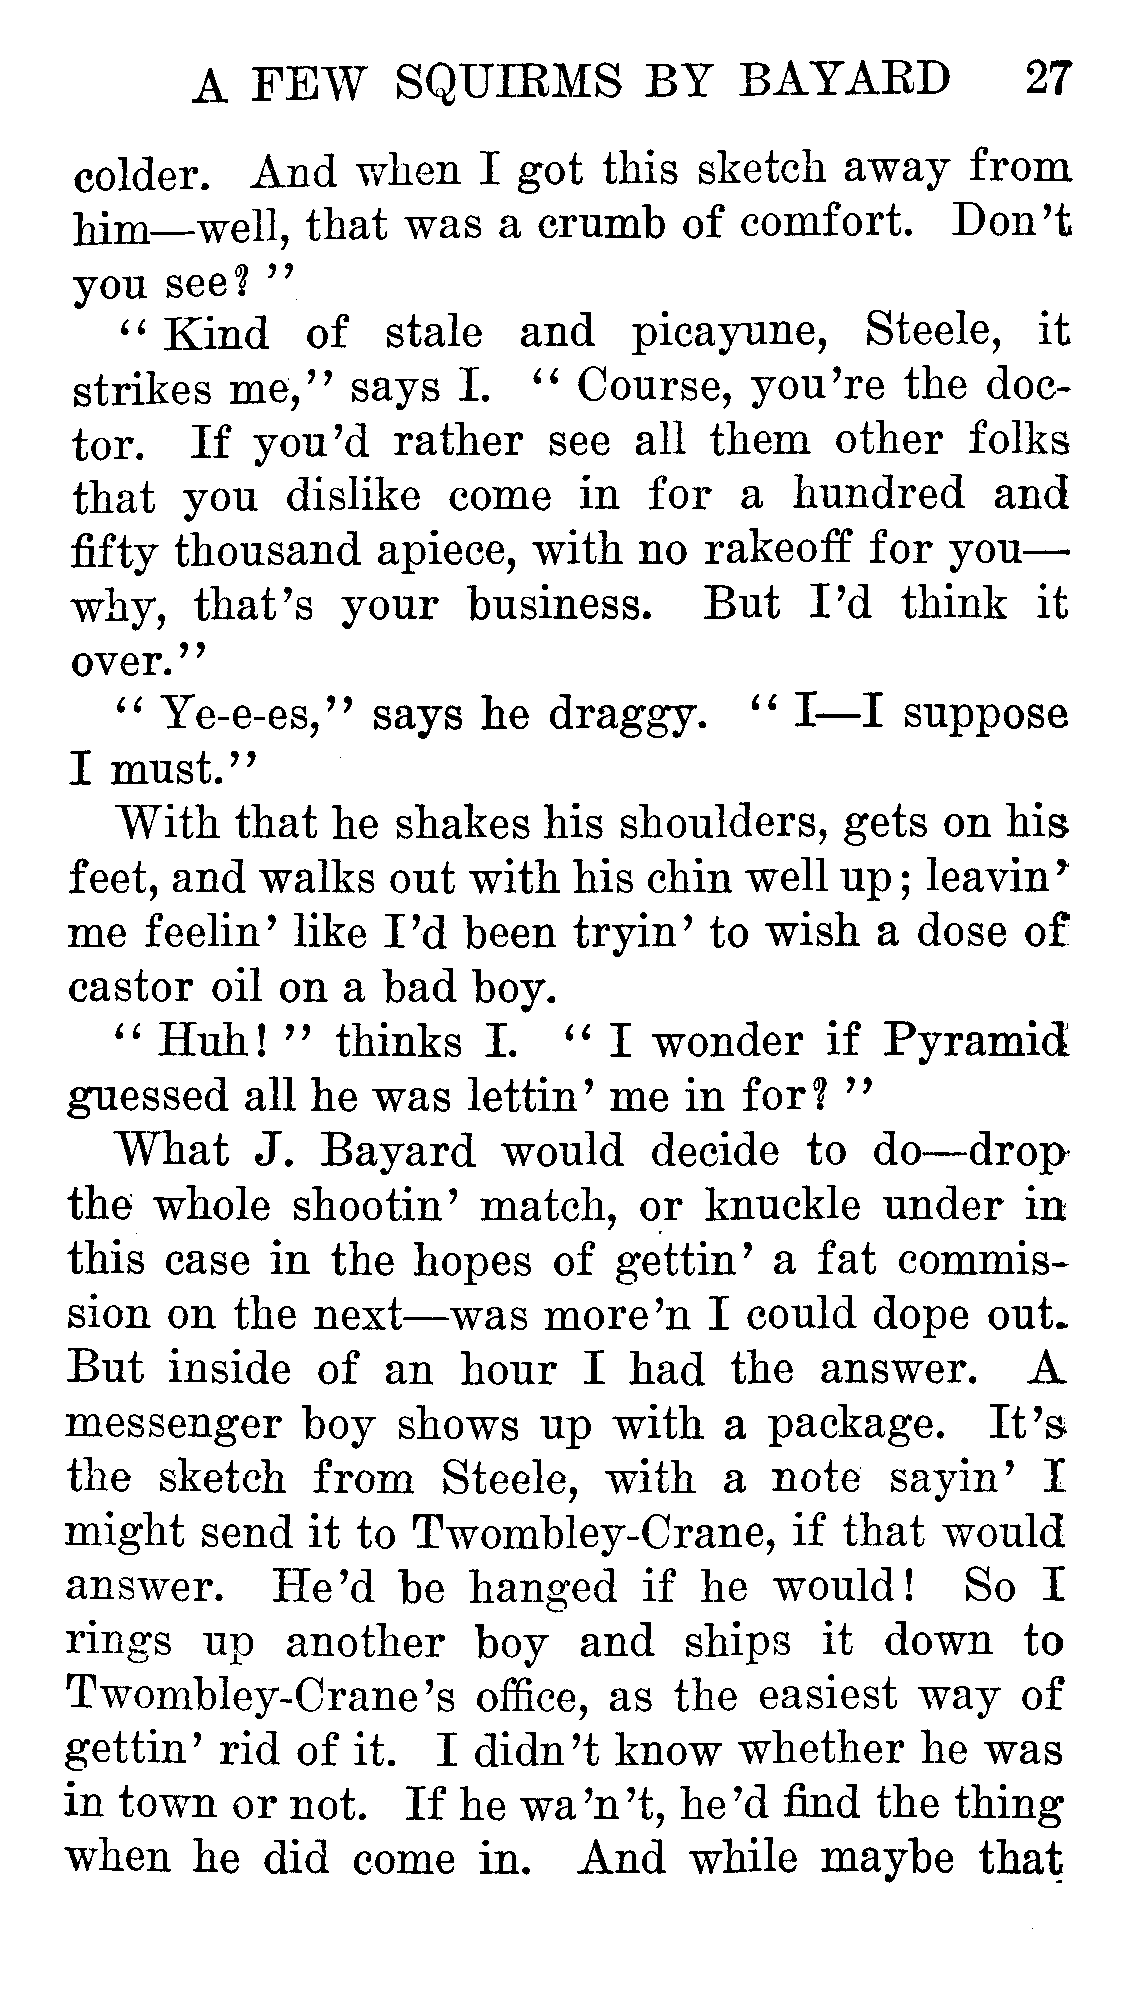 A FEW SQUIRMS BY BAYARD 27
colder. And when I got this sketch away from
him—well, that was a crumb of comfort. Don't
you see? "
" Kind of stale and picayune, Steele, it
strikes me," says I. " Course, you're the doc-
tor. If you'd rather see all them other folks
that you dislike come in for a hundred and
fifty thousand apiece, with no rakeoff for you—
why, that's your business. But I'd think it
over."
" Ye-e-es," says he draggy. " I—I suppose
I must."
With that he shakes his shoulders, gets on his
feet, and walks out with his chin well up; leavin'
me feelin' like I'd been tryin' to wish a dose of
castor oil on a bad boy.
" Huh! " thinks I. " I wonder if Pyramid
guessed all he was lettin' me in for? "
What J. Bayard would decide to do—drop
the whole shootin' match, or knuckle under in
this case in the hopes of gettin' a fat commis-
sion on the next—was more'n I could dope out.
But inside of an hour I had the answer. A
messenger boy shows up with a package. It's
the sketch from Steele, with a note sayin' I
might send it to Twombley-Crane, if that would
answer. He'd be hanged if he would! So I
rings up another boy and ships it down to
Twombley-Crane's office, as the easiest way of
gettin' rid of it. I didn't know whether he was
in town or not. If he wa'n't, he'd find the thing
when he did come in. And while maybe that